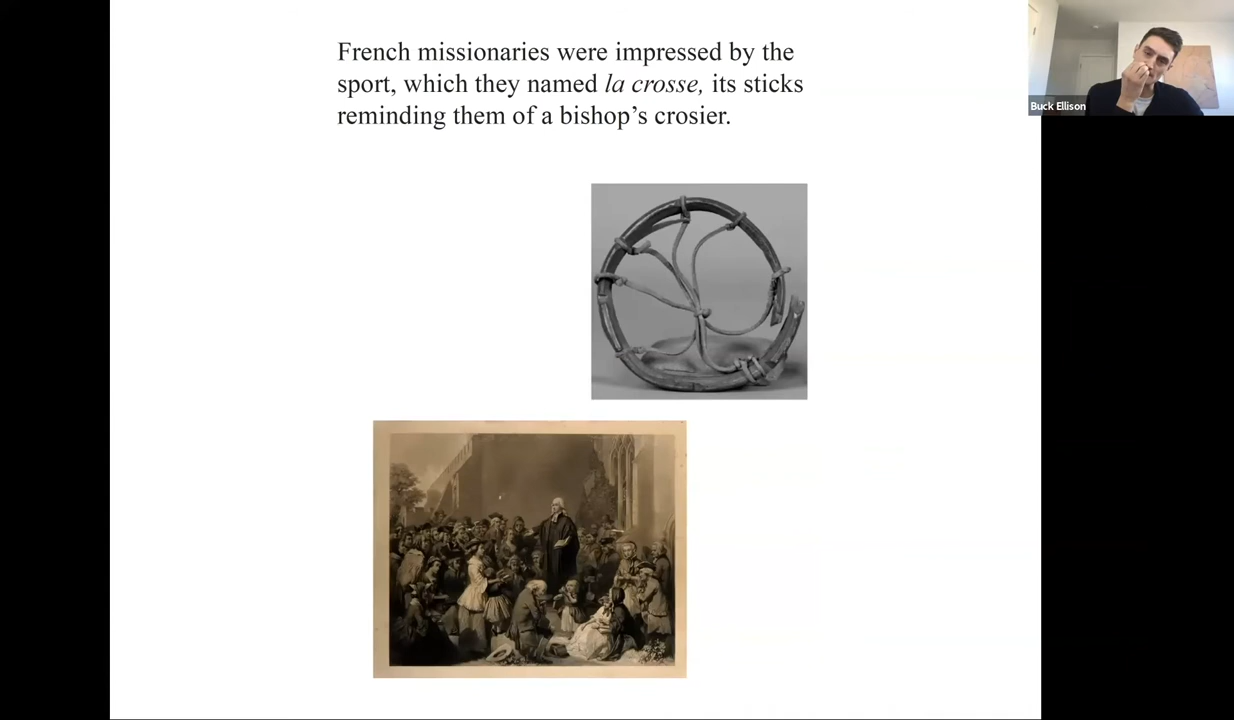 French missionaries were impressed by the
sport, which they named la crosse, its sticks
reminding them of a bishop’s crosier.
Buck Ellison